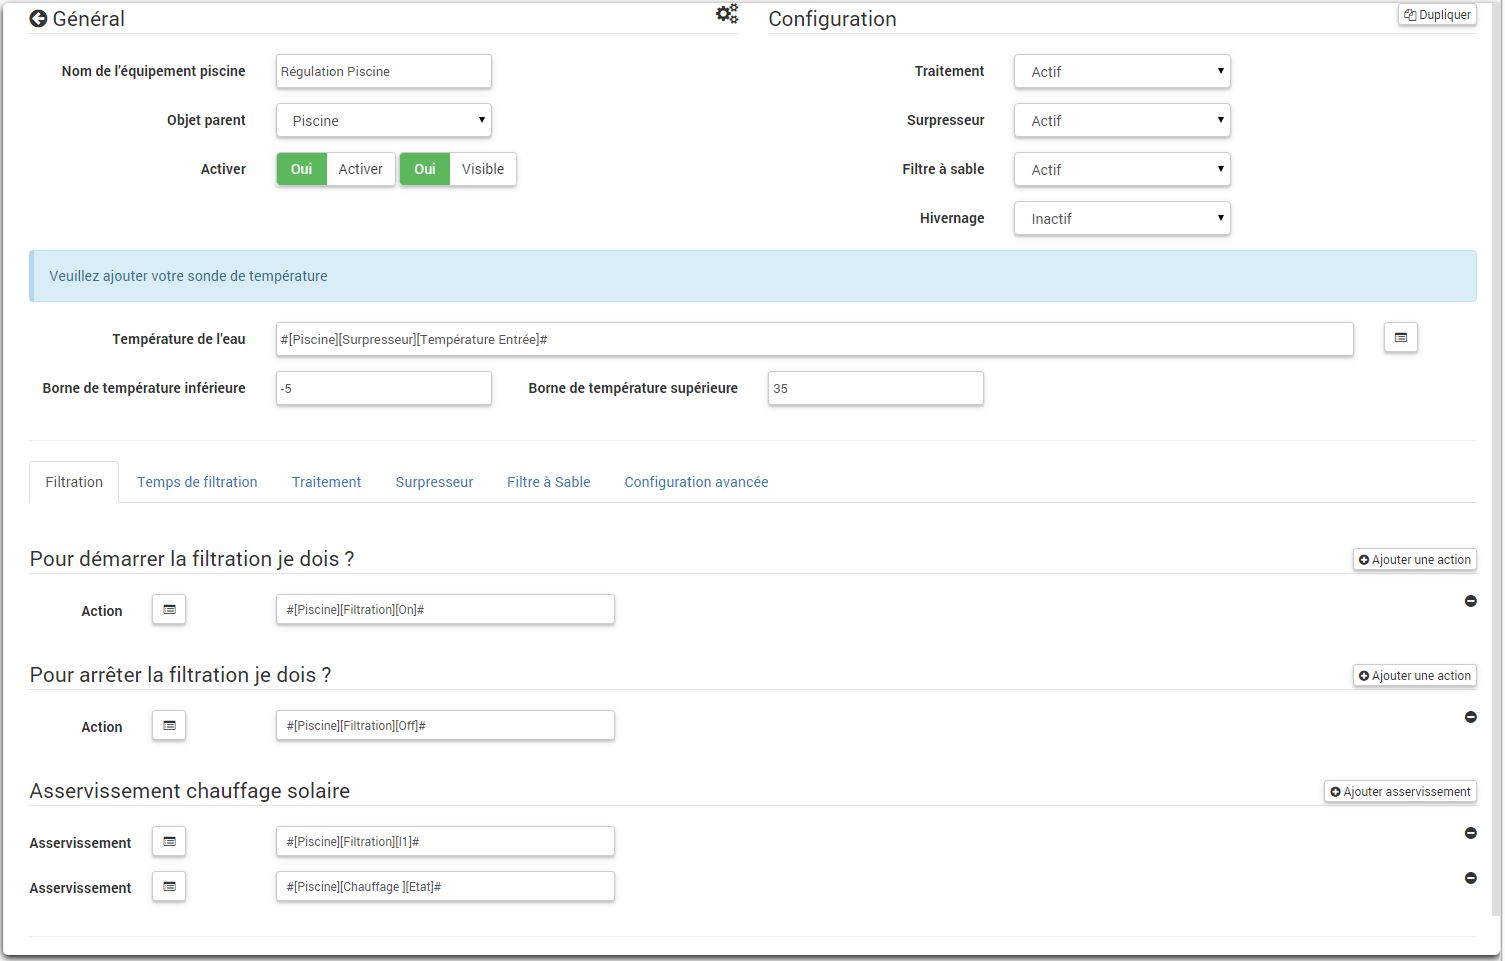 Général
Configuration
Dupliquer
Nom de l'équipement piscine
Régulation Piscine
Traitement
Actif
Objet parent
Piscine
Surpresseur
Actif
Activer
Oui
Activer
Oui
Visible
Filtre à sable
Actif
Hivernage
Inactif
Veuillez ajouter votre sonde de température
Température de l'eau
#[Piscine][Surpresseur][Température Entrée]#
Borne de température inférieure
-5
Borne de température supérieure
35
Filtration
Temps de filtration
Traitement
Surpresseur
Filtre à Sable
Configuration avancée
Pour démarrer la filtration je dois ?
Ajouter une action
Action
#[Piscine][Filtration][On]#
Pour arrêter la filtration je dois ?
Ajouter une action
Action
#[Piscine][Filtration][Off]#
Asservissement chauffage solaire
Ajouter asservissement
Asservissement
#[Piscine][Filtration][I1]#
Asservissement
#[Piscine][Chauffage ][Etat]#